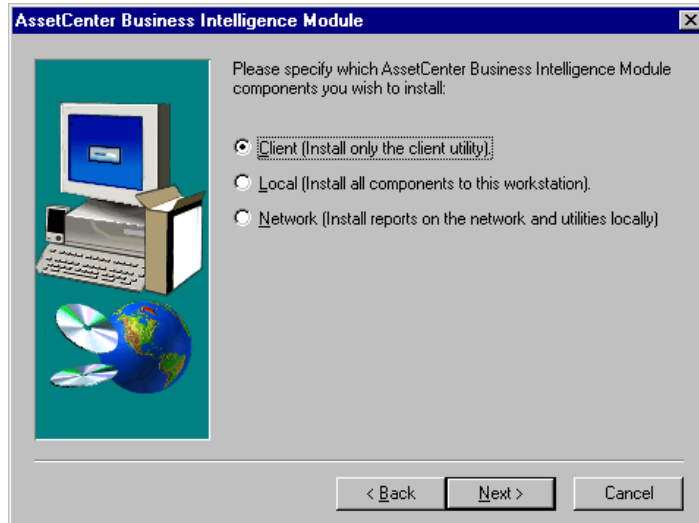 AssetCenter Business Intelligence Module
Please specify which AssetCenter Business Intelligence Module
components you wish to install:
Client (Install only the client utility).
Local (Install all components to this workstation).
Network (Install reports on the network and utilities locally)
< Back
Next >
Cancel